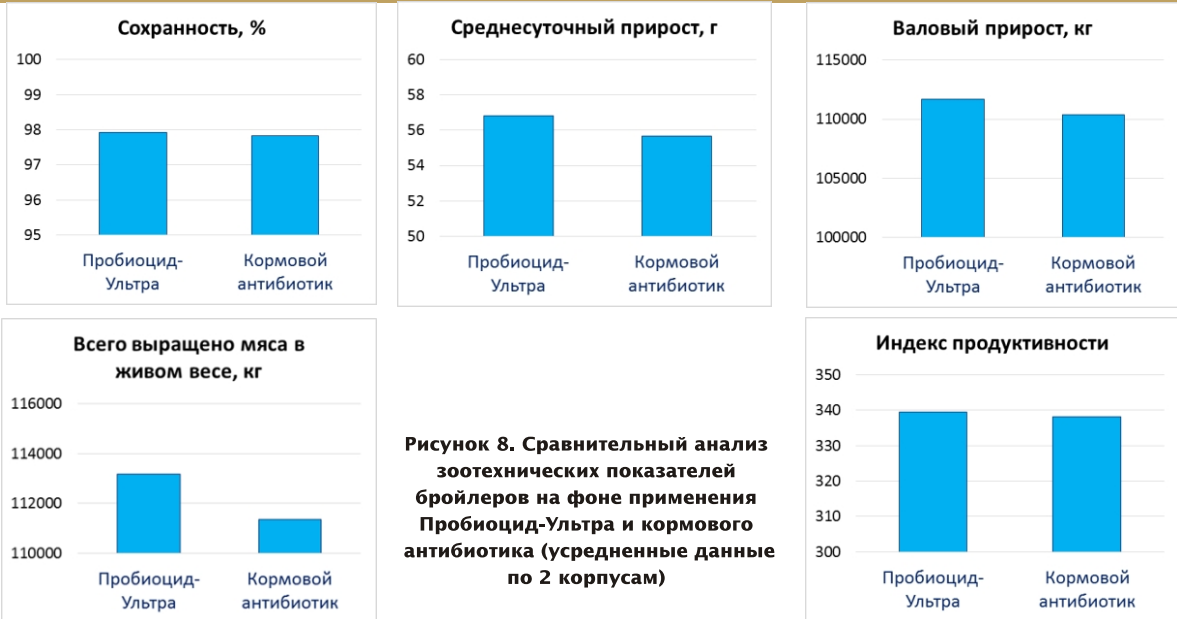 Сохранность, %
100
99
98
97
96
95
Пробиоцид-
Ультра
Кормовой
антибиотик
Среднесуточный прирост, г
60
58
56
54
52
50
Пробиоцид-
Ультра
Кормовой
антибиотик
Валовый прирост, кг
115000
110000
105000
100000
Пробиоцид-
Ультра
Кормовой
антибиотик
Всего выращено мяса в
живом весе, кг
116000
114000
112000
110000
Пробиоцид-
Ультра
Кормовой
антибиотик
Рисунок 8. Сравнительный анализ
зоотехнических показателей
бройлеров на фоне применения
Пробиоцид-Ультра и кормового
антибиотика (усредненные данные
по 2 корпусам)
Индекс продуктивности
350
340
330
320
310
300
Пробиоцид-
Ультра
Кормовой
антибиотик